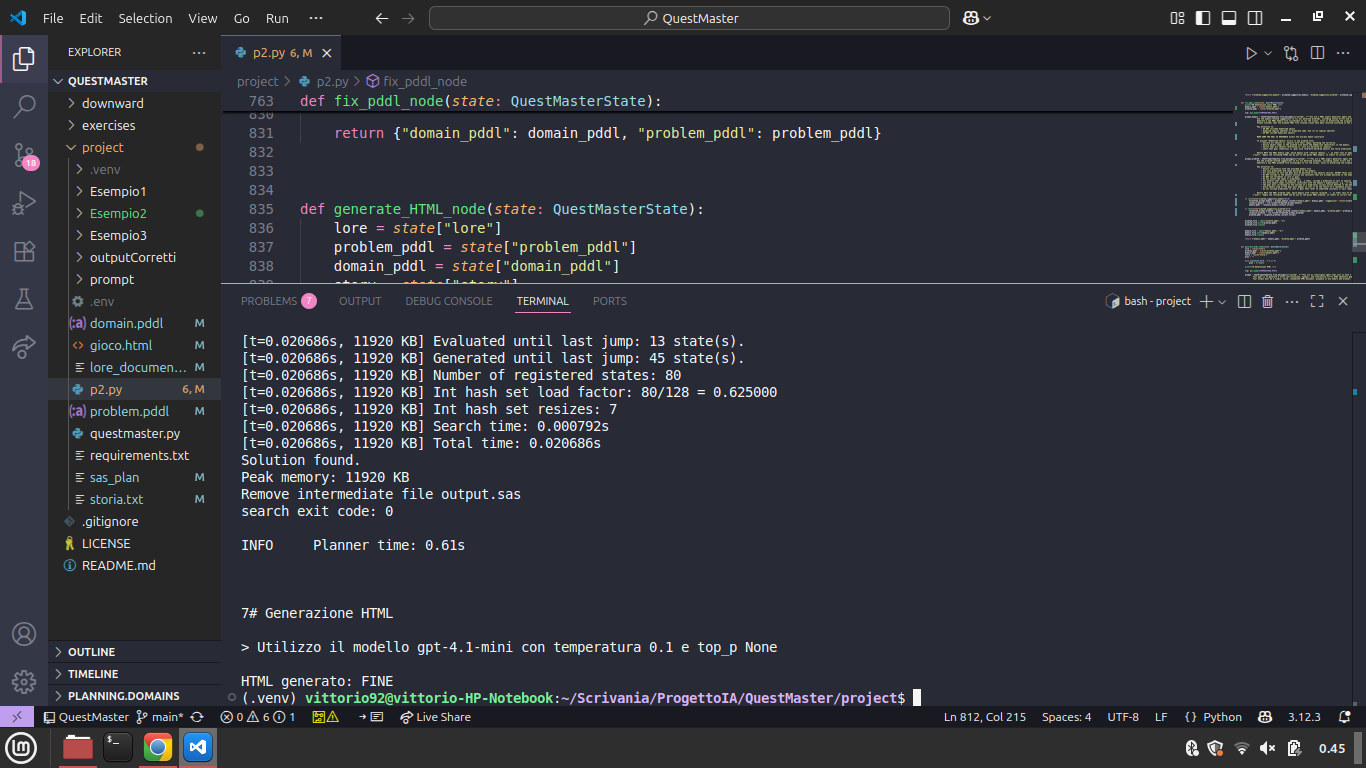 File Edit Selection View Go Run ··· QuestMaster
EXPLORER
QUESTMASTER
downward
exercises
project
.venv
Esempio1
Esempio2
Esempio3
outputCorretti
prompt
.env
domain.pddl M
gioco.html M
lore_documen... M
p2.py 6, M
problem.pddl M
questmaster.py
requirements.txt
sas_plan M
storia.txt M
.gitignore
LICENSE
README.md
OUTLINE
TIMELINE
PLANNING.DOMAINS
18
p2.py 6, M
project > p2.py > fix_pddl_node
763 def fix_pddl_node(state: QuestMasterState):
830
831 return {"domain_pddl": domain_pddl, "problem_pddl": problem_pddl}
832
833
834
835 def generate_HTML_node(state: QuestMasterState):
836 lore = state["lore"]
837 problem_pddl = state["problem_pddl"]
838 domain_pddl = state["domain_pddl"]
839 story = state["story"]
PROBLEMS 7 OUTPUT DEBUG CONSOLE TERMINAL PORTS bash - project
[t=0.020686s, 11920 KB] Evaluated until last jump: 13 state(s).
[t=0.020686s, 11920 KB] Generated until last jump: 45 state(s).
[t=0.020686s, 11920 KB] Number of registered states: 80
[t=0.020686s, 11920 KB] Int hash set load factor: 80/128 = 0.625000
[t=0.020686s, 11920 KB] Int hash set resizes: 7
[t=0.020686s, 11920 KB] Search time: 0.000792s
[t=0.020686s, 11920 KB] Total time: 0.020686s
Solution found.
Peak memory: 11920 KB
Remove intermediate file output.sas
search exit code: 0
INFO Planner time: 0.61s
7# Generazione HTML
> Utilizzo il modello gpt-4.1-mini con temperatura 0.1 e top_p None
HTML generato: FINE
(.venv) vittorio92@vittorio-HP-Notebook:~/Scrivania/ProgettoIA/QuestMaster/project$
QuestMaster main* 0 6 1 Live Share Ln 812, Col 215 Spaces: 4 UTF-8 LF {} Python 3.12.3
0.45